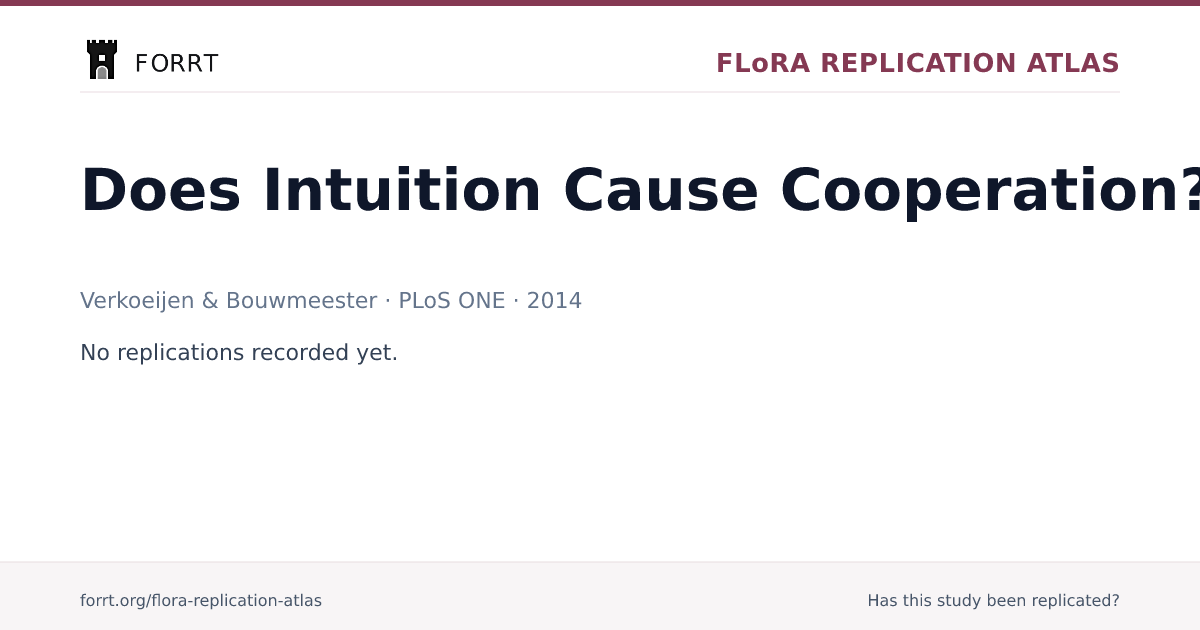 FORRT
FLoRA REPLICATION ATLAS
Does Intuition Cause Cooperation?
Verkoeijen & Bouwmeester · PLoS ONE · 2014
No replications recorded yet.
forrt.org/flora-replication-atlas
Has this study been replicated?